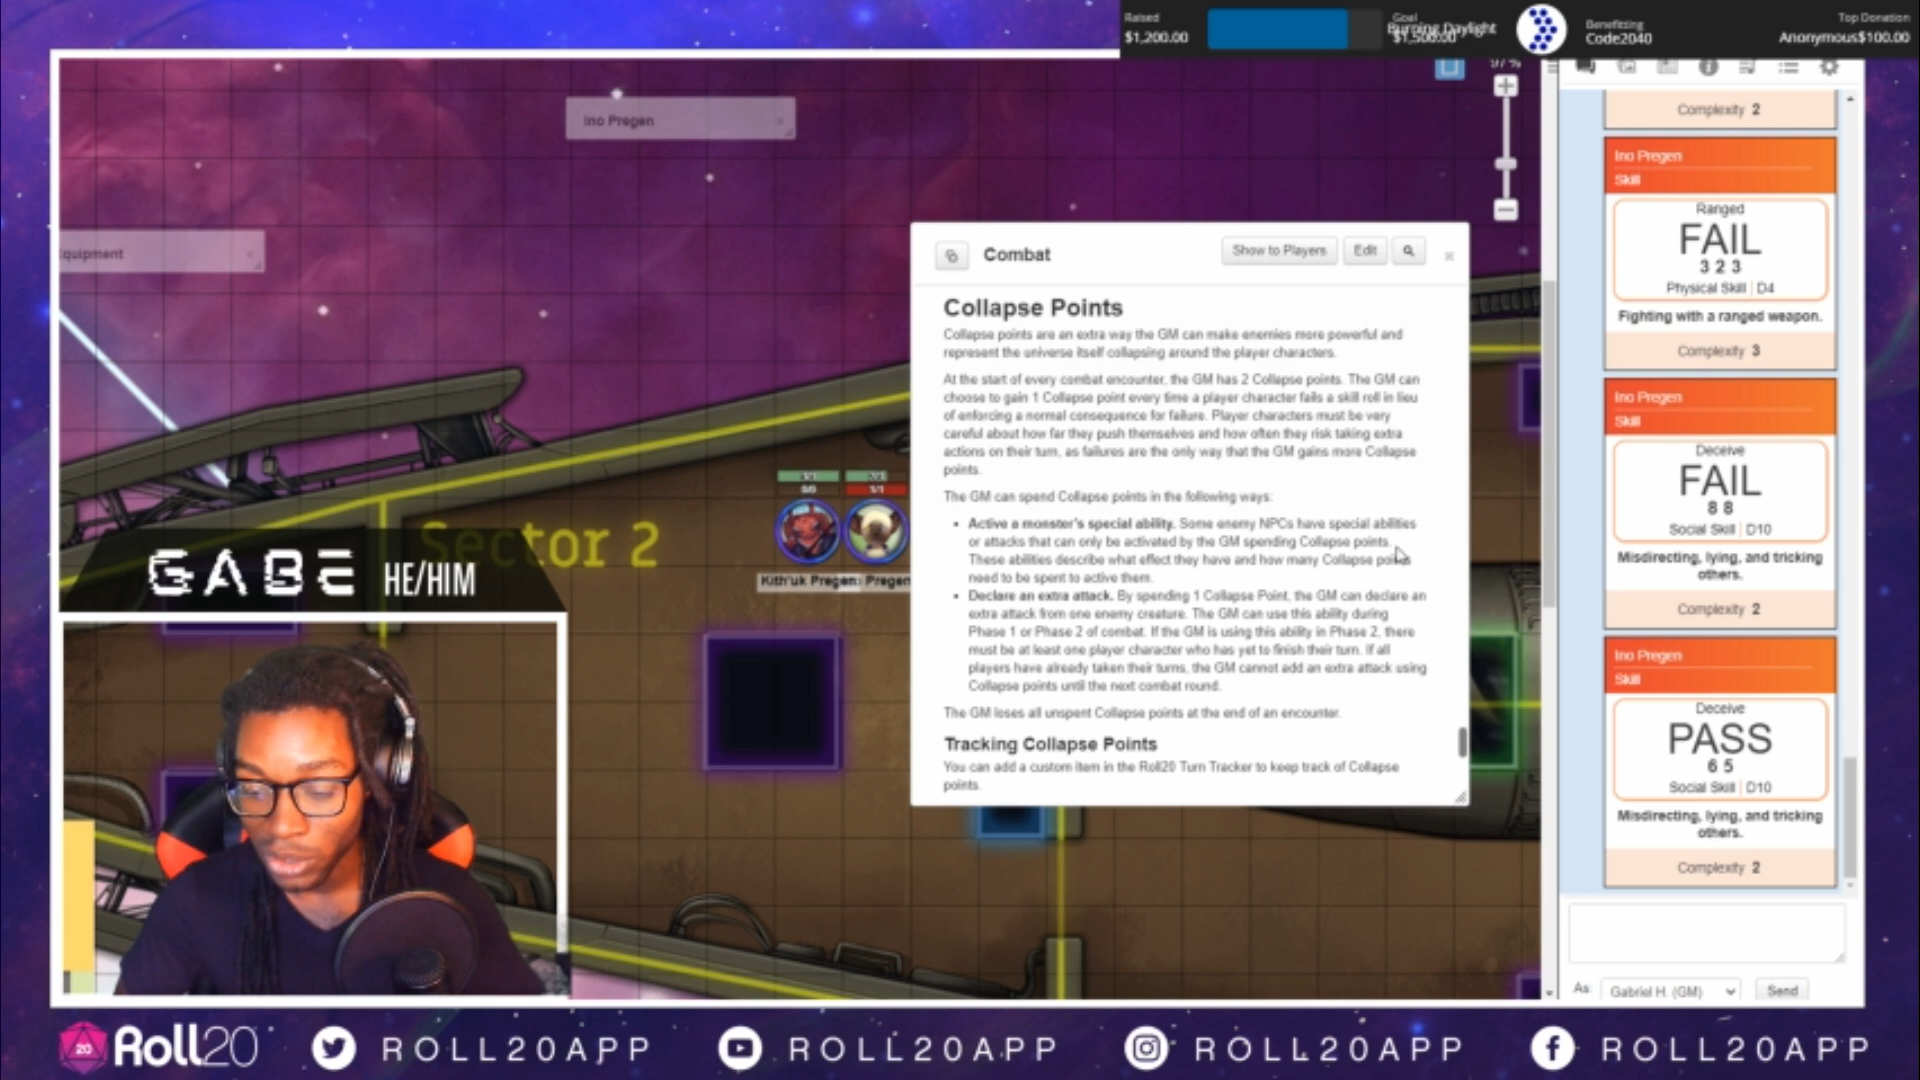 Raised
$1,200.00
Goal
Burning Daylight
Benefitting
Code2040
Top Donation
Anonymous$100.00
97%
Ino Pregen
Equipment
Sector 2
Kith'uk Pregen
Pregen
GABE HE/HIM
Combat
Show to Players
Edit
Collapse Points
Collapse points are an extra way the GM can make enemies more powerful and
represent the universe itself collapsing around the player characters.
At the start of every combat encounter, the GM has 2 Collapse points. The GM can
choose to gain 1 Collapse point every time a player character fails a skill roll in lieu
of enforcing a normal consequence for failure. Player characters must be very
careful about how far they push themselves and how often they risk taking extra
actions on their turn, as failures are the only way that the GM gains more Collapse
points.
The GM can spend Collapse points in the following ways:
• Active a monster's special ability. Some enemy NPCs have special abilities
or attacks that can only be activated by the GM spending Collapse points.
These abilities describe what effect they have and how many Collapse points
need to be spent to active them.
• Declare an extra attack. By spending 1 Collapse Point, the GM can declare an
extra attack from one enemy creature. The GM can use this ability during
Phase 1 or Phase 2 of combat. If the GM is using this ability in Phase 2, there
must be at least one player character who has yet to finish their turn. If all
players have already taken their turns, the GM cannot add an extra attack using
Collapse points until the next combat round.
The GM loses all unspent Collapse points at the end of an encounter.
Tracking Collapse Points
You can add a custom item in the Roll20 Turn Tracker to keep track of Collapse
points.
Complexity 2
Ino Pregen
Skill
Ranged
FAIL
3 2 3
Physical Skill | D4
Fighting with a ranged weapon.
Complexity 3
Ino Pregen
Skill
Deceive
FAIL
8 8
Social Skill | D10
Misdirecting, lying, and tricking
others.
Complexity 2
Ino Pregen
Skill
Deceive
PASS
6 5
Social Skill | D10
Misdirecting, lying, and tricking
others.
Complexity 2
As: Gabriel H. (GM)
Send
20 Roll20
ROLL20APP
ROLL20APP
ROLL20APP
ROLL20APP